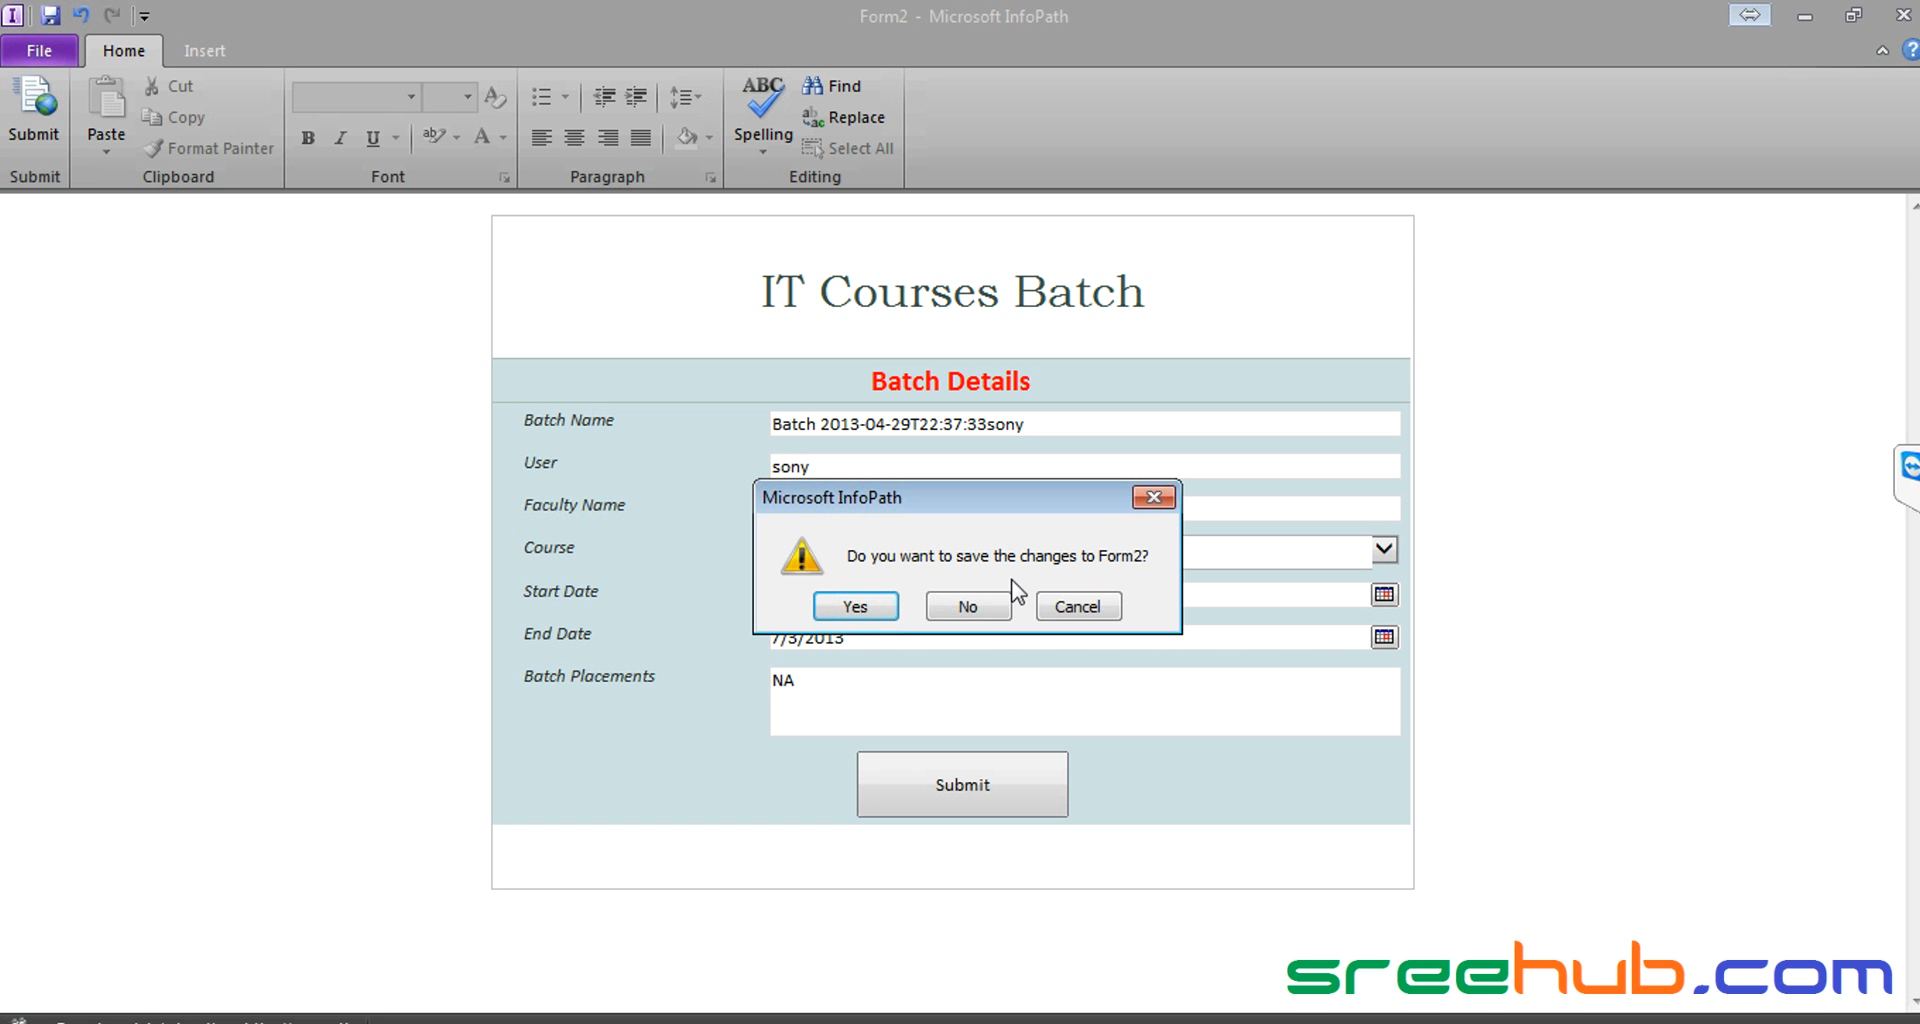 Form2 - Microsoft InfoPath
File Home Insert
Submit
Paste
Cut
Copy
Format Painter
Spelling
Find
Replace
Select All
Submit Clipboard Font Paragraph Editing
IT Courses Batch
Batch Details
Batch Name Batch 2013-04-29T22:37:33sony
User sony
Faculty Name
Course
Start Date
End Date 7/3/2013
Batch Placements NA
Submit
Microsoft InfoPath
Do you want to save the changes to Form2?
Yes No Cancel
sreehub.com